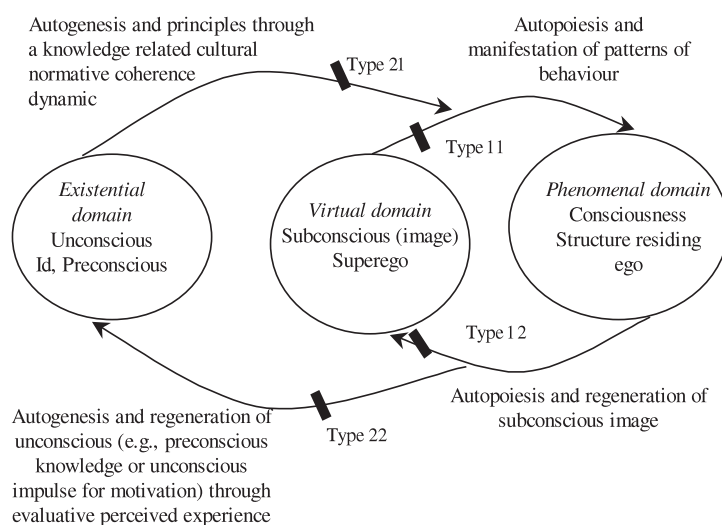 Autogenesis and principles through
a knowledge related cultural
normative coherence
dynamic
Type 21
Autopoiesis and
manifestation of patterns of
behaviour
Type 11
Existential
domain
Unconscious
Id, Preconscious
Virtual domain
Subconscious (image)
Superego
Phenomenal domain
Consciousness
Structure residing
ego
Type 12
Autopoiesis and regeneration of
subconscious image
Type 22
Autogenesis and regeneration of
unconscious (e.g., preconscious
knowledge or unconscious
impulse for motivation) through
evaluative perceived experience